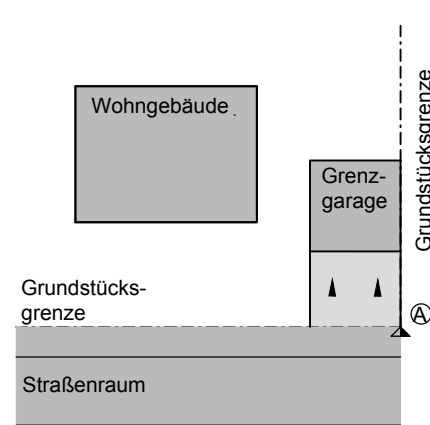 Wohngebäude
Grenz-
garage
Grundstücksgrenze
Grundstücks-
grenze
A
Straßenraum